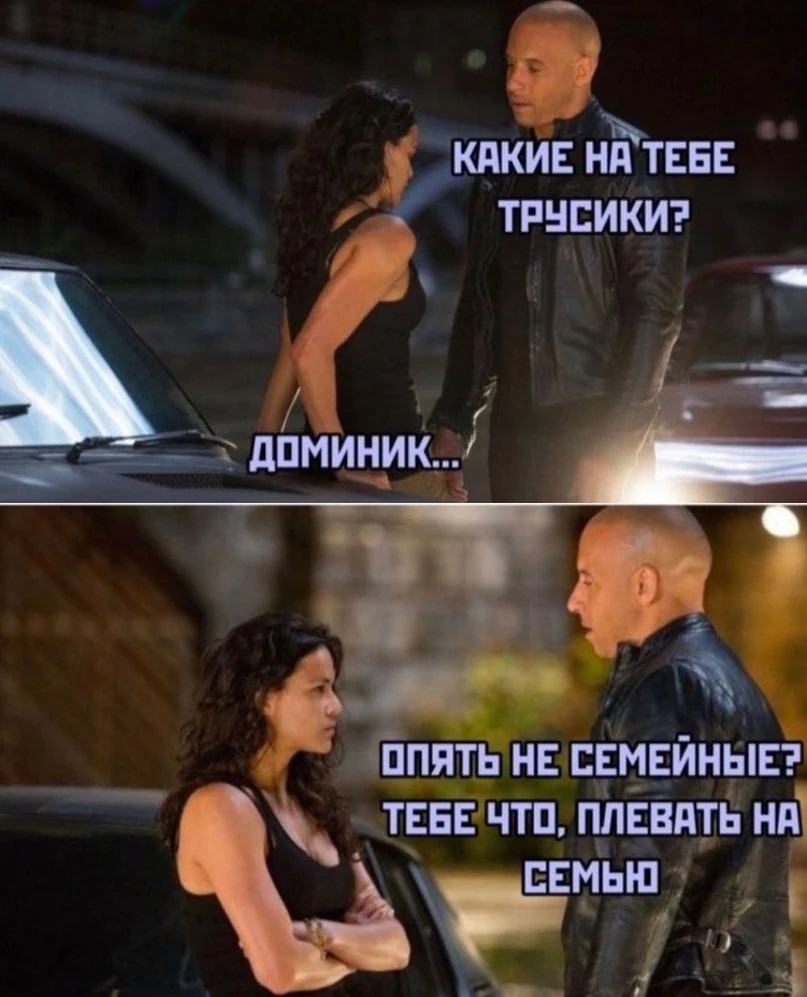 КАКИЕ НА ТЕБЕ
ТРУСИКИ?
ДОМИНИК...
ОПЯТЬ НЕ СЕМЕЙНЫЕ?
ТЕБЕ ЧТО, ПЛЕВАТЬ НА
СЕМЬЮ